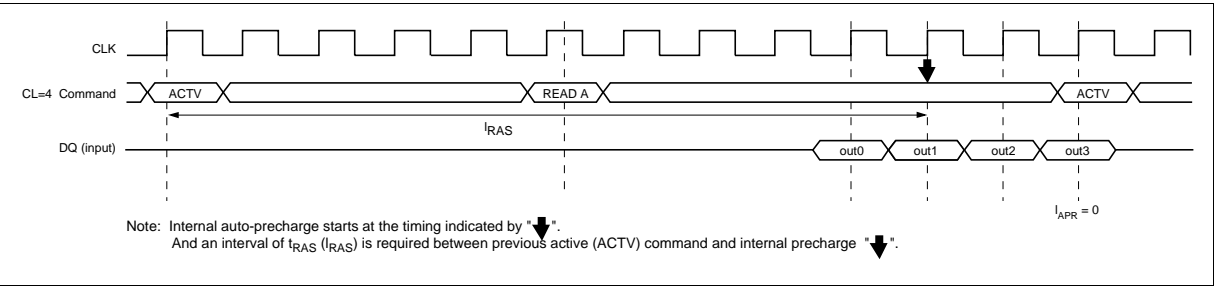 CLK
CL=4 Command ACTV READ A ACTV
lRAS
DQ (input) out0 out1 out2 out3
lAPR = 0
Note: Internal auto-precharge starts at the timing indicated by " ".
And an interval of tRAS (lRAS) is required between previous active (ACTV) command and internal precharge " ".